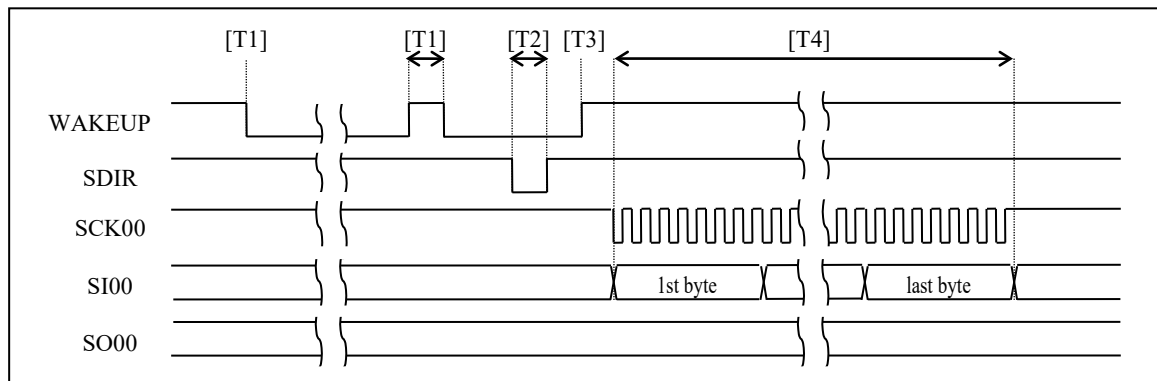 [T1] [T1] [T2] [T3] [T4]
WAKEUP
SDIR
SCK00
SI00 1st byte last byte
SO00